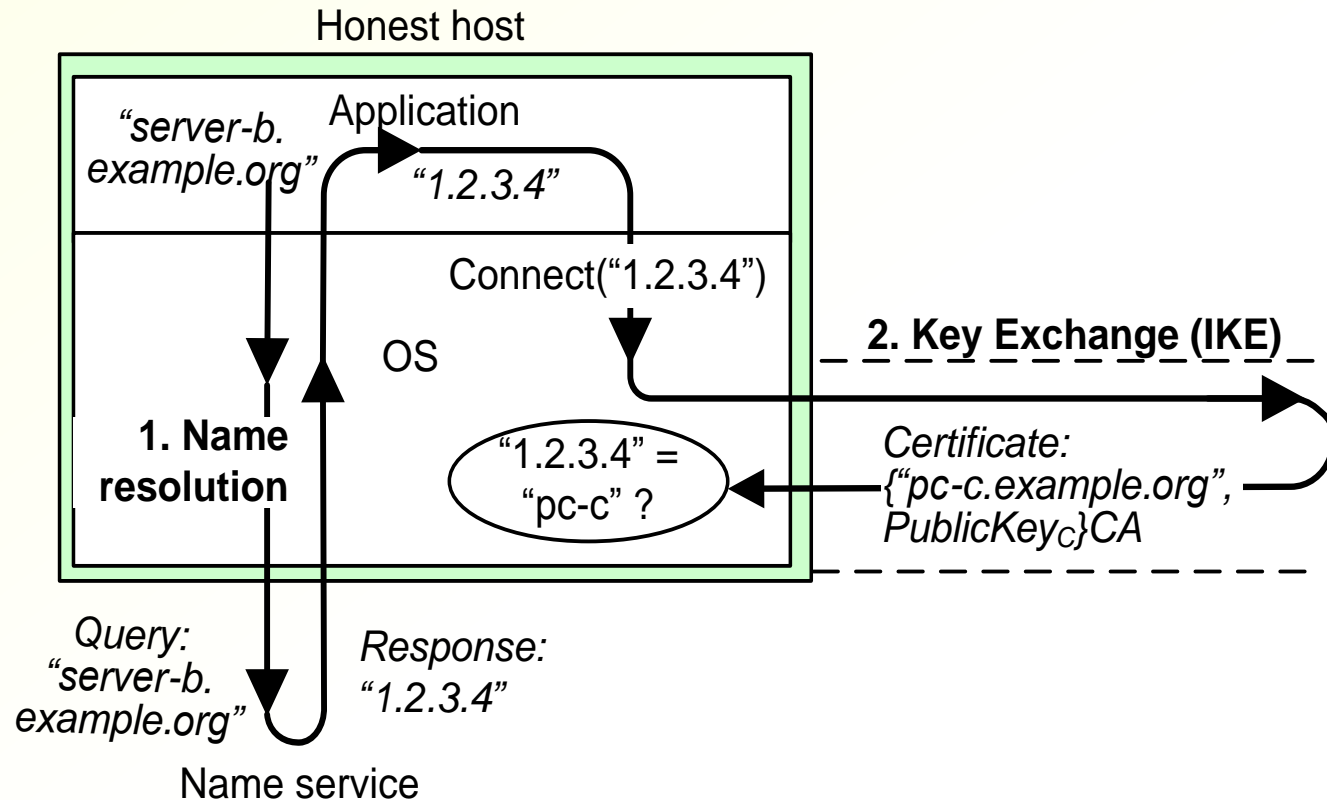 Honest host
Application
“server-b.
example.org”
“1.2.3.4”
Connect(“1.2.3.4”)
OS
2. Key Exchange (IKE)
1. Name
resolution
“1.2.3.4” =
“pc-c” ?
Certificate:
{“pc-c.example.org”,
PublicKeyC}CA
Query:
“server-b.
example.org”
Response:
“1.2.3.4”
Name service